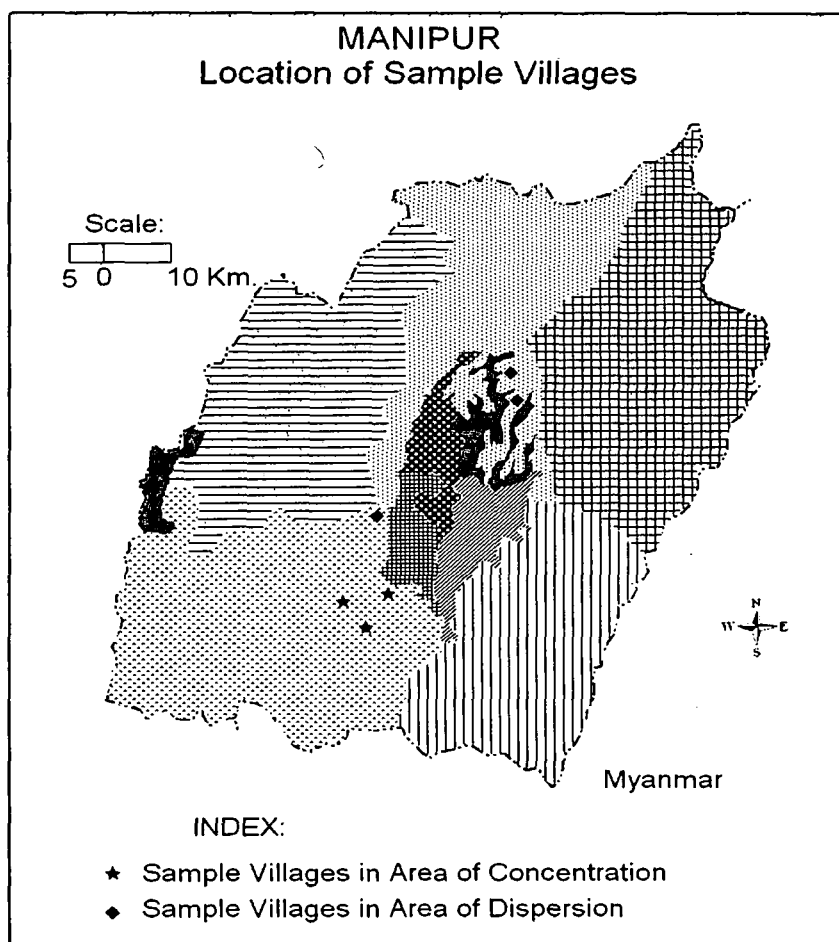 MANIPUR
Location of Sample Villages
Scale:
5 0 10 Km.
N
W E
S
Myanmar
INDEX:
★ Sample Villages in Area of Concentration
◆ Sample Villages in Area of Dispersion